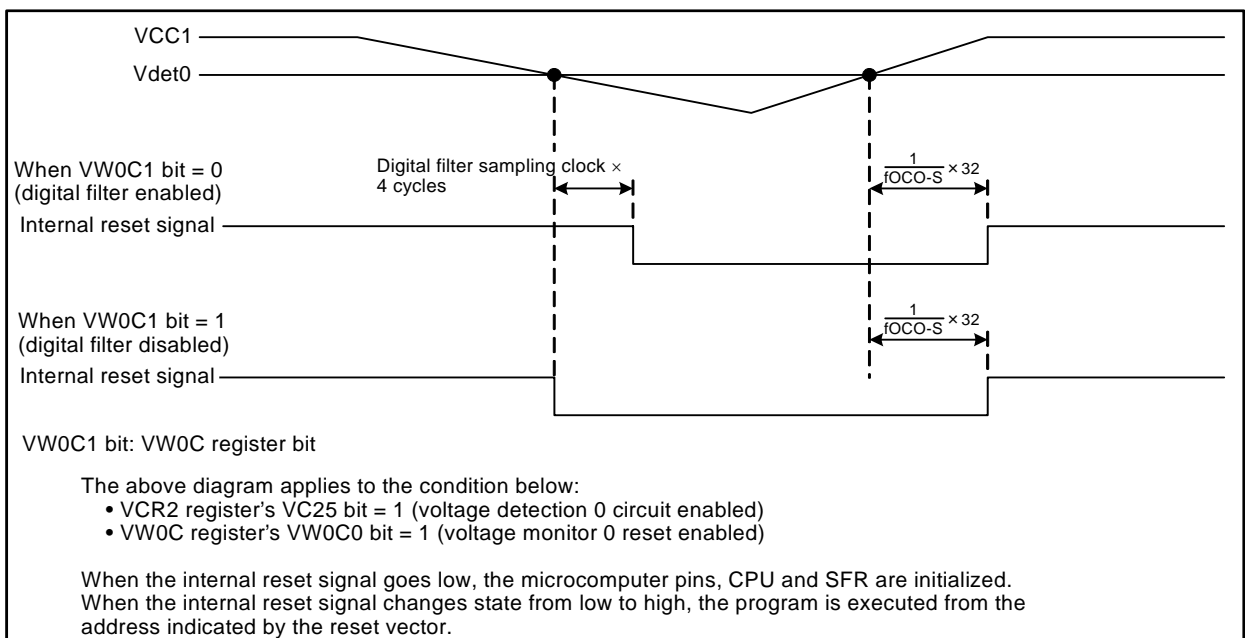 VCC1
Vdet0
When VW0C1 bit = 0
(digital filter enabled)
Digital filter sampling clock ×
4 cycles
1
fOCO-S × 32
Internal reset signal
When VW0C1 bit = 1
(digital filter disabled)
1
fOCO-S × 32
Internal reset signal
VW0C1 bit: VW0C register bit
The above diagram applies to the condition below:
• VCR2 register's VC25 bit = 1 (voltage detection 0 circuit enabled)
• VW0C register's VW0C0 bit = 1 (voltage monitor 0 reset enabled)
When the internal reset signal goes low, the microcomputer pins, CPU and SFR are initialized.
When the internal reset signal changes state from low to high, the program is executed from the
address indicated by the reset vector.